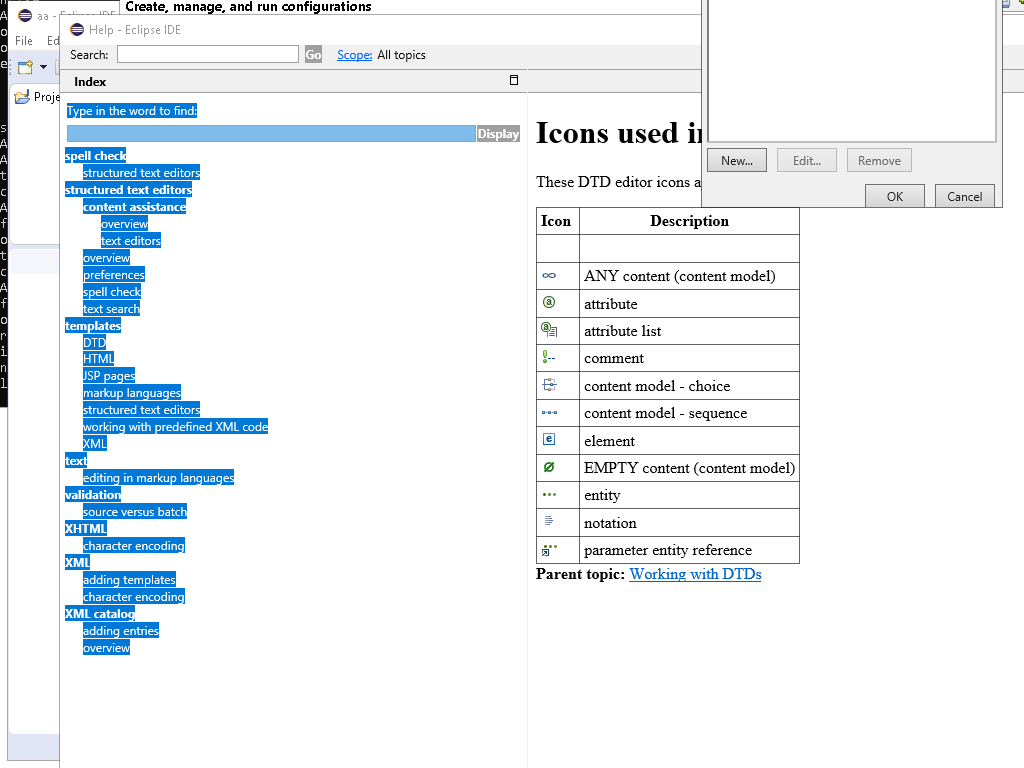 Create, manage, and run configurations
aa - Eclipse IDE
Help - Eclipse IDE
File
Search:
Go
Scope:
All topics
Index
Proje
Type in the word to find:
Display
spell check
structured text editors
structured text editors
content assistance
overview
text editors
overview
preferences
spell check
text search
templates
DTD
HTML
JSP pages
markup languages
structured text editors
working with predefined XML code
XML
text
editing in markup languages
validation
source versus batch
XHTML
character encoding
XML
adding templates
character encoding
XML catalog
adding entries
overview
Icons used i
These DTD editor icons a
Icon Description
ANY content (content model)
attribute
attribute list
comment
content model - choice
content model - sequence
element
EMPTY content (content model)
entity
notation
parameter entity reference
Parent topic: Working with DTDs
New...
Edit...
Remove
OK
Cancel